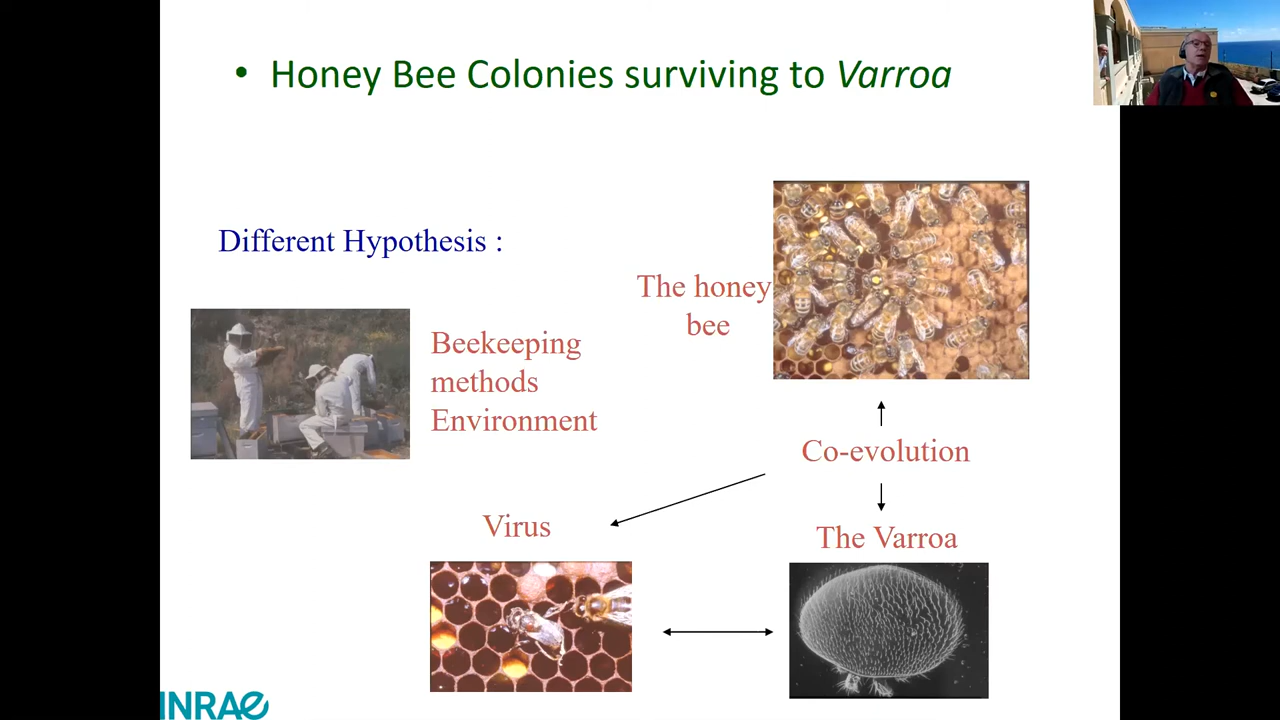 • Honey Bee Colonies surviving to Varroa
Different Hypothesis :
The honey
bee
Beekeeping
methods
Environment
Co-evolution
Virus
The Varroa
INRAE